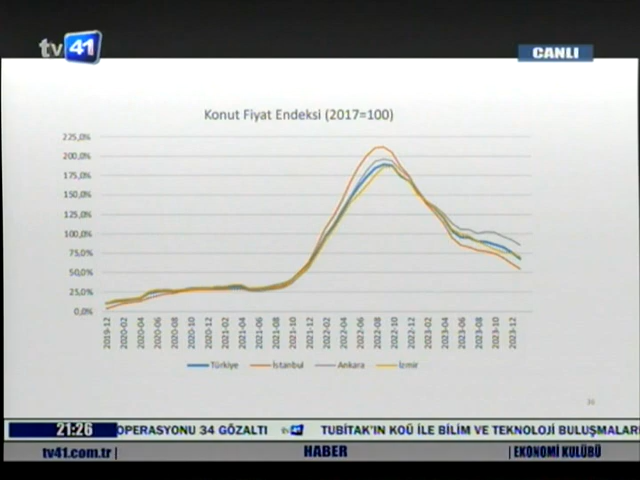 tv41
CANLI
Konut Fiyat Endeksi (2017=100)
225,0%
200,0%
175,0%
150,0%
125,0%
100,0%
75,0%
50,0%
25,0%
0,0%
2019-12 2020-02 2020-04 2020-06 2020-08 2020-10 2020-12 2021-02 2021-04 2021-06 2021-08 2021-10 2021-12 2022-02 2022-04 2022-06 2022-08 2022-10 2022-12 2023-02 2023-04 2023-06 2023-08 2023-10 2023-12
Türkiye İstanbul Ankara İzmir
21:26 OPERASYONU 34 GÖZALTI tv41 TUBİTAK'IN KOÜ İLE BİLİM VE TEKNOLOJİ BULUŞMALARI
tv41.com.tr | HABER | EKONOMİ KULÜBÜ